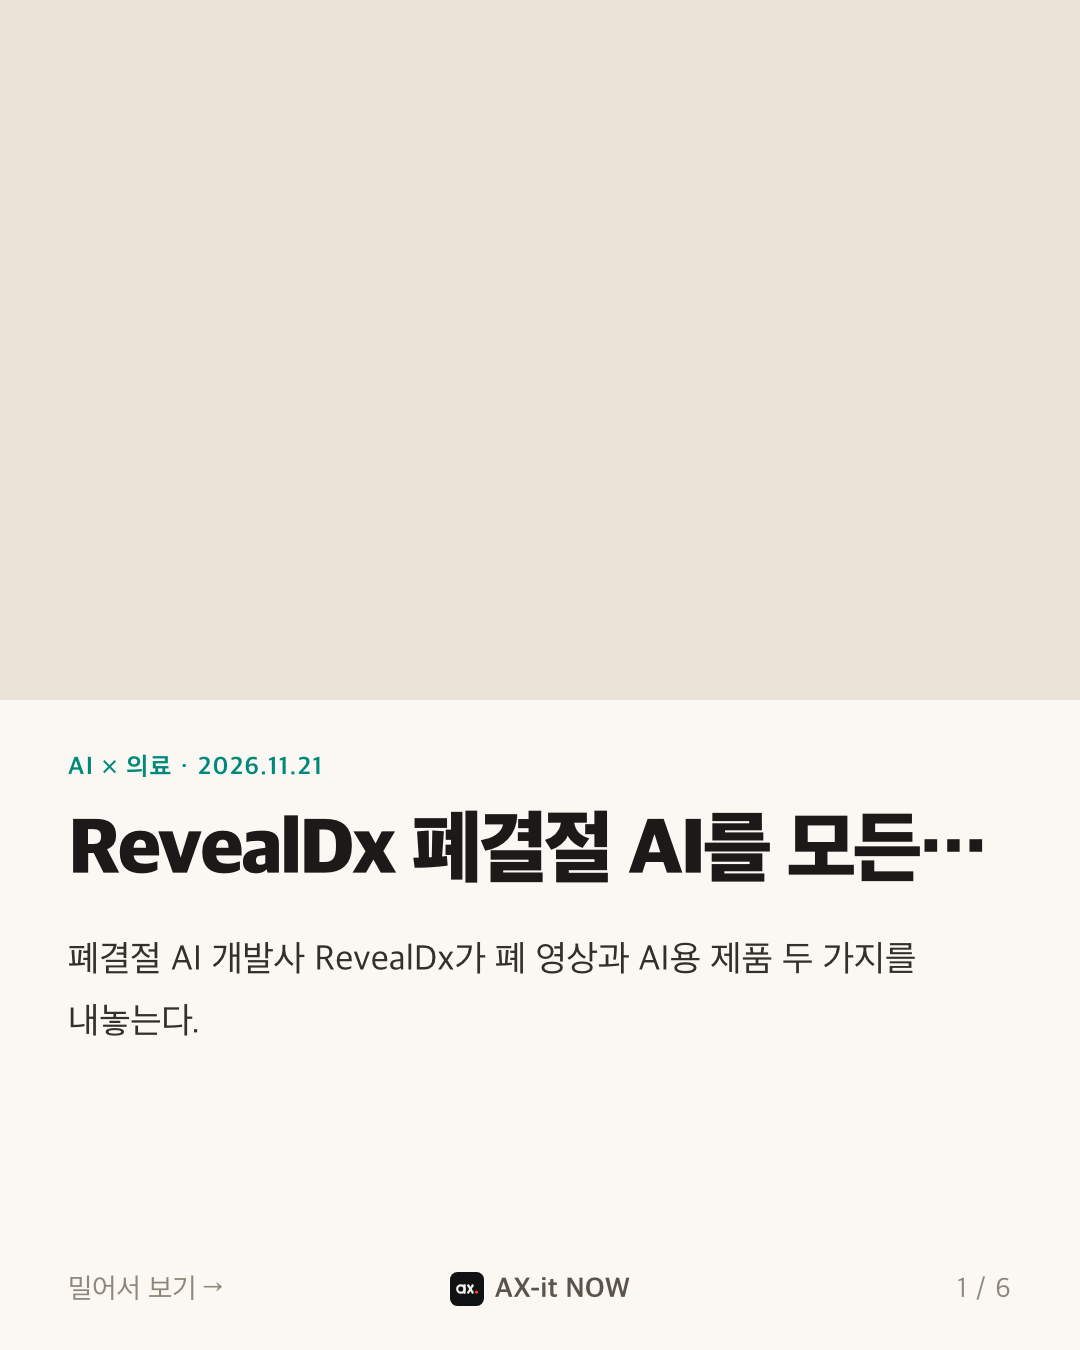 AI × 의료 · 2026.11.21
RevealDx 폐결절 AI를 모든…
폐결절 AI 개발사 RevealDx가 폐 영상과 AI용 제품 두 가지를
내놓는다.
밀어서 보기 →
ax. AX-it NOW
1 / 6